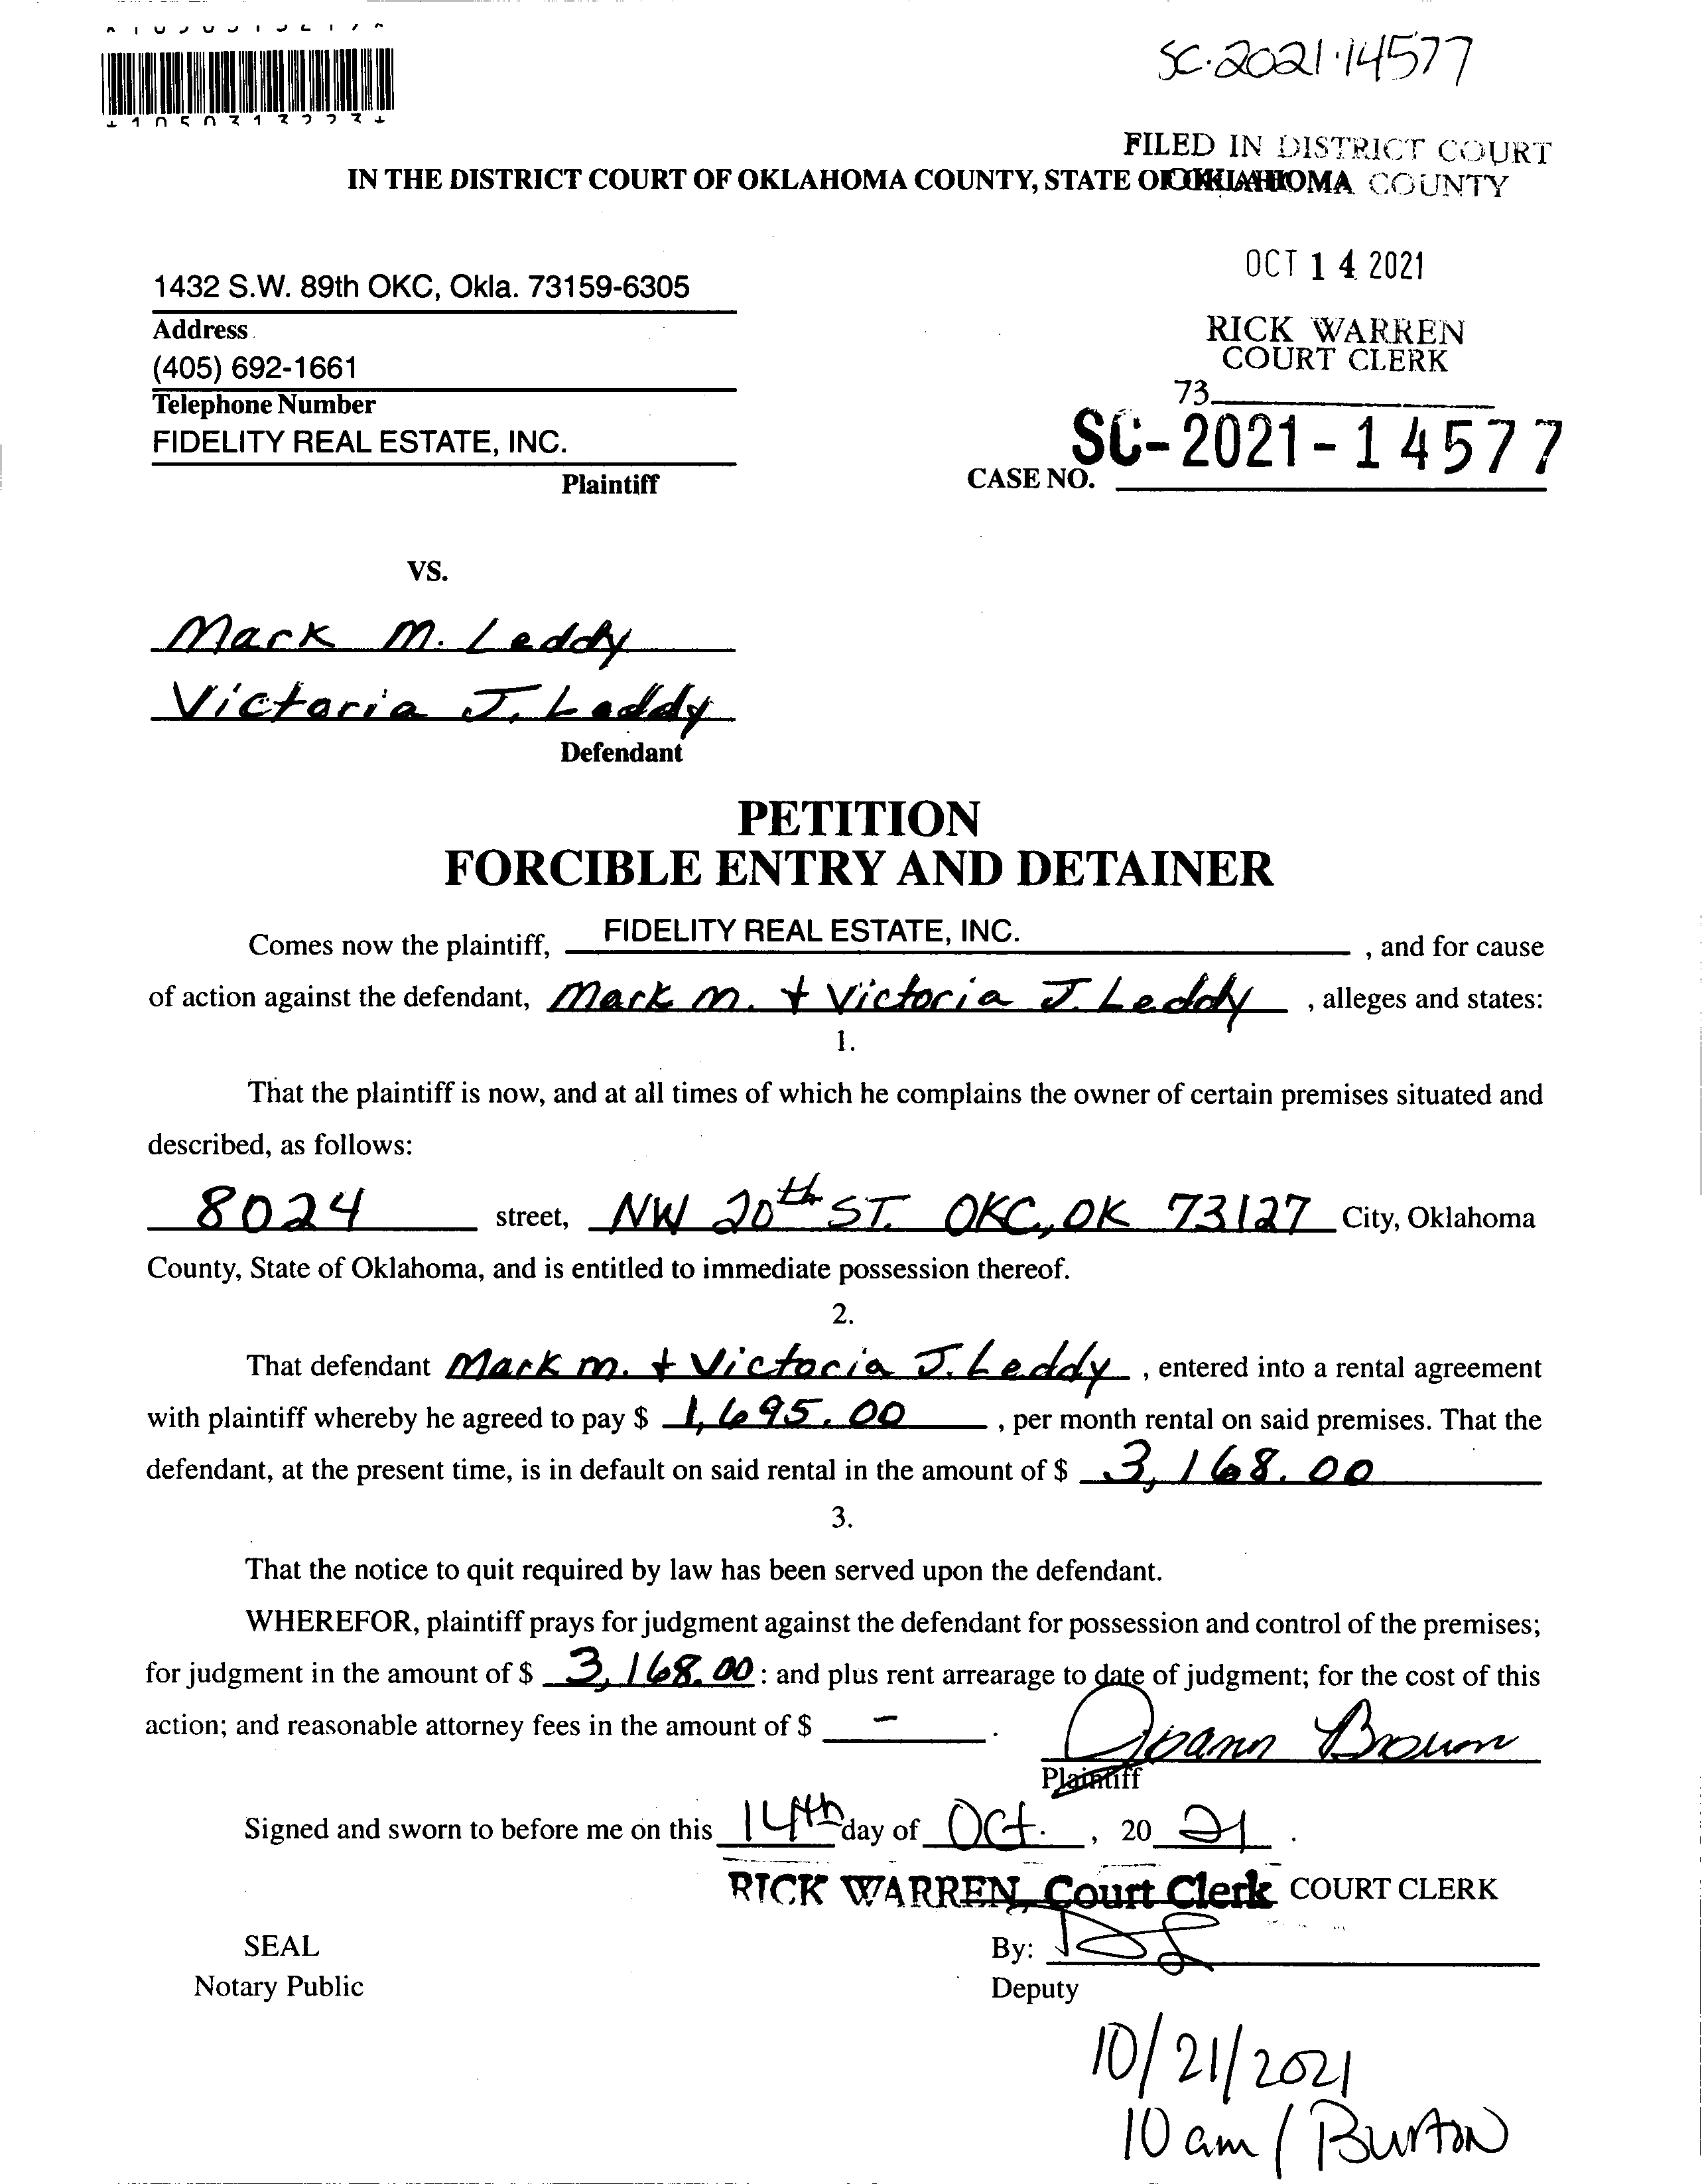 SC-2021-14577
FILED IN DISTRICT COURT
IN THE DISTRICT COURT OF OKLAHOMA COUNTY, STATE OF OKLAHOMA
OKLAHOMA COUNTY
OCT 14 2021
1432 S.W. 89th OKC, Okla. 73159-6305
Address
RICK WARREN
COURT CLERK
(405) 692-1661
Telephone Number
73
FIDELITY REAL ESTATE, INC.
Plaintiff
CASE NO. SC-2021-14577
VS.
Mark M. Leddy
Victoria J. Leddy
Defendant
PETITION
FORCIBLE ENTRY AND DETAINER
Comes now the plaintiff, FIDELITY REAL ESTATE, INC. , and for cause
of action against the defendant, Mark M. + Victoria J. Leddy , alleges and states:
1.
That the plaintiff is now, and at all times of which he complains the owner of certain premises situated and
described, as follows:
8024 street, NW 20th ST. OKC, OK 73127 City, Oklahoma
County, State of Oklahoma, and is entitled to immediate possession thereof.
2.
That defendant Mark M. + Victoria J. Leddy , entered into a rental agreement
with plaintiff whereby he agreed to pay $ 1,695.00 , per month rental on said premises. That the
defendant, at the present time, is in default on said rental in the amount of $ 3,168.00
3.
That the notice to quit required by law has been served upon the defendant.
WHEREFOR, plaintiff prays for judgment against the defendant for possession and control of the premises;
for judgment in the amount of $ 3,168.00 : and plus rent arrearage to date of judgment; for the cost of this
action; and reasonable attorney fees in the amount of $ - .
Joann Brown
Plaintiff
Signed and sworn to before me on this 14th day of Oct. , 20 21 .
RICK WARREN, Court Clerk COURT CLERK
SEAL
By:
Notary Public
Deputy
10/21/2021
10 am / Burton